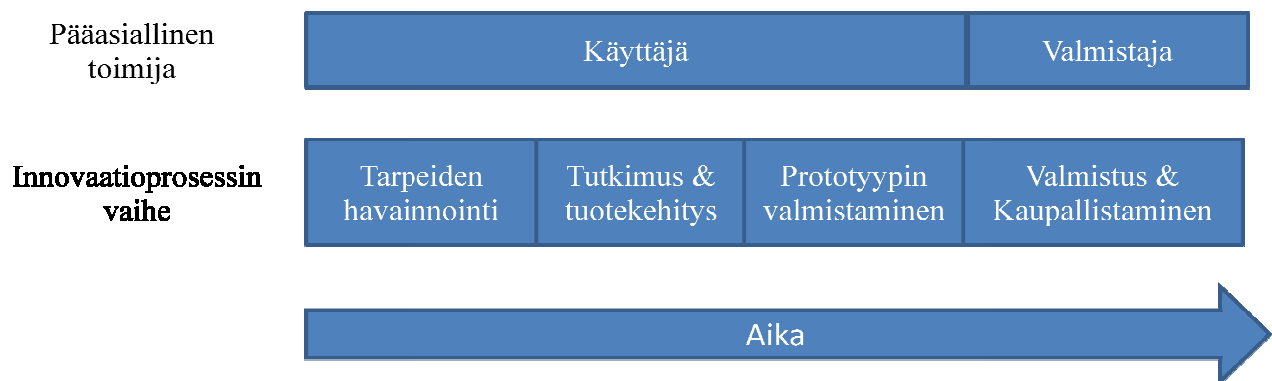 Pääasiallinen
toimija
Käyttäjä
Valmistaja
Innovaatioprosessin
vaihe
Tarpeiden
havainnointi
Tutkimus &
tuotekehitys
Prototyypin
valmistaminen
Valmistus &
Kaupallistaminen
Aika